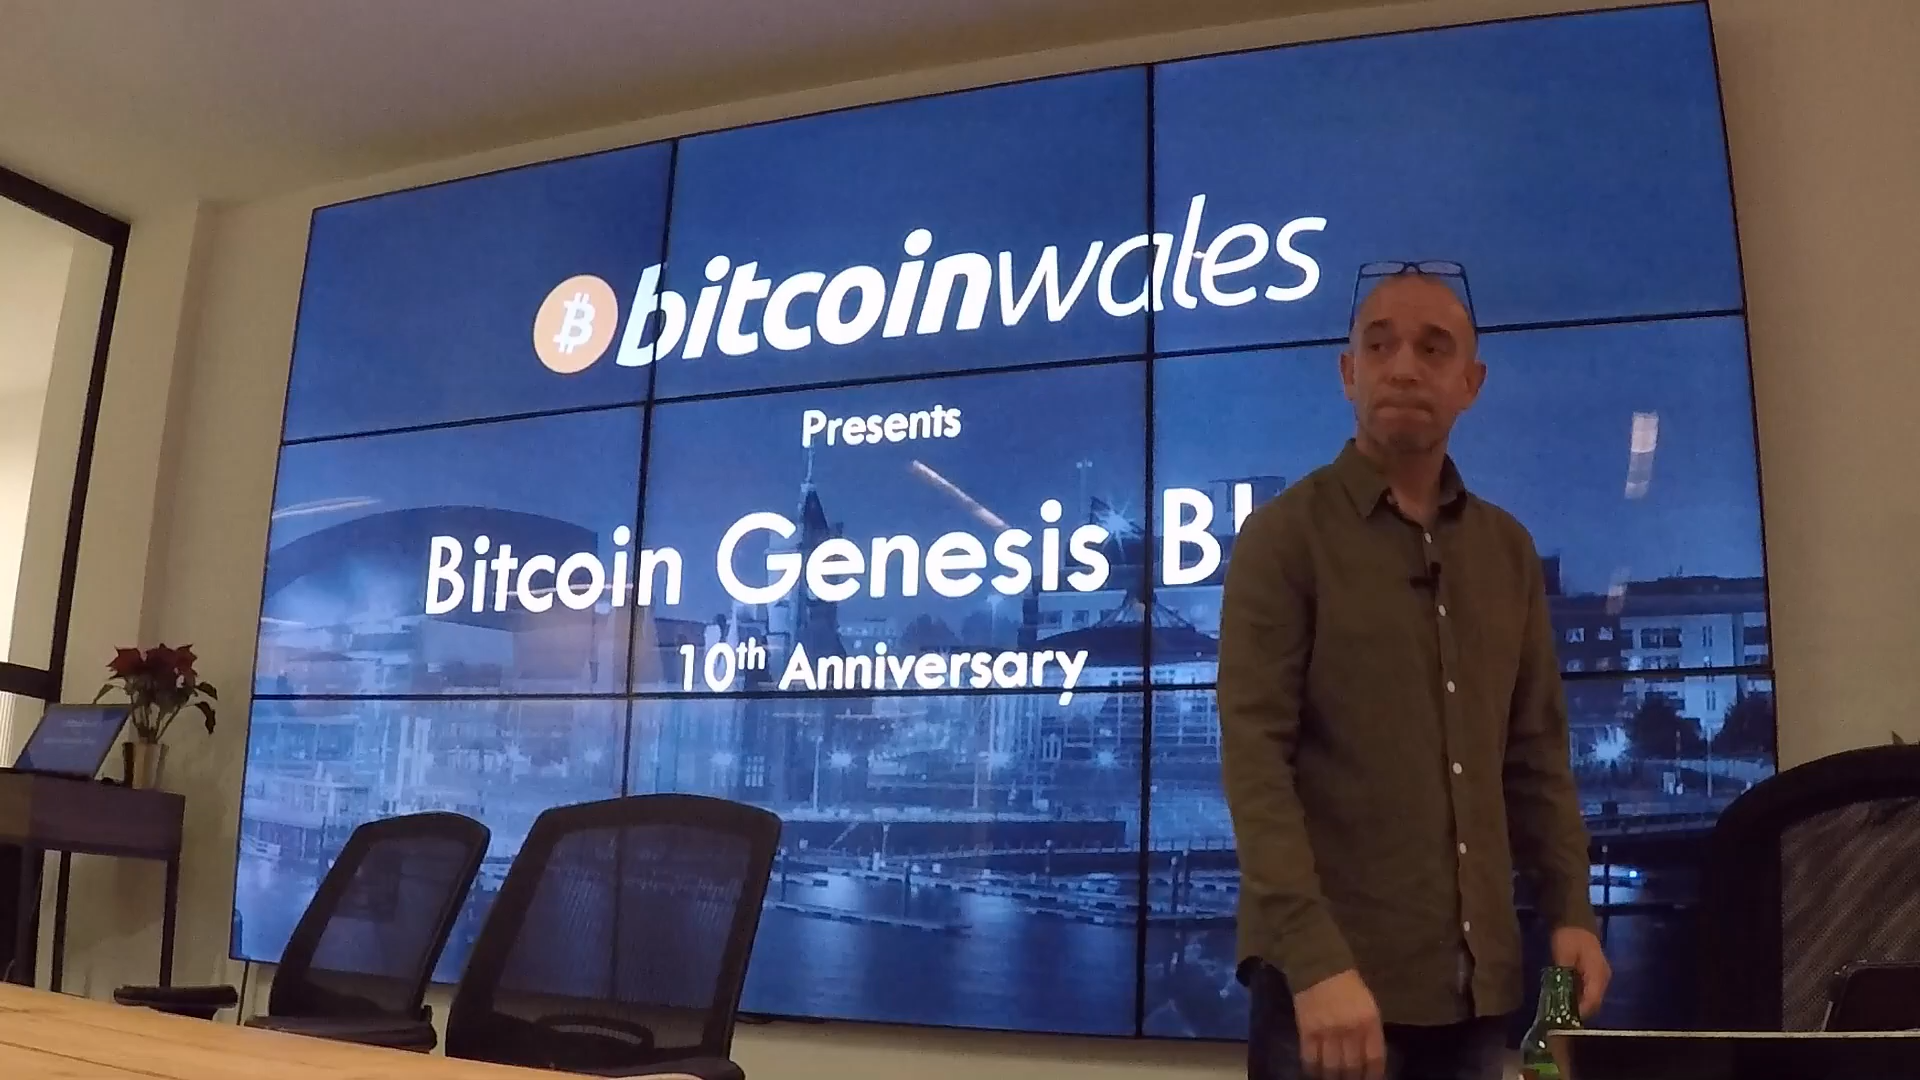 bitcoinwales
Presents
Bitcoin Genesis
10th Anniversary